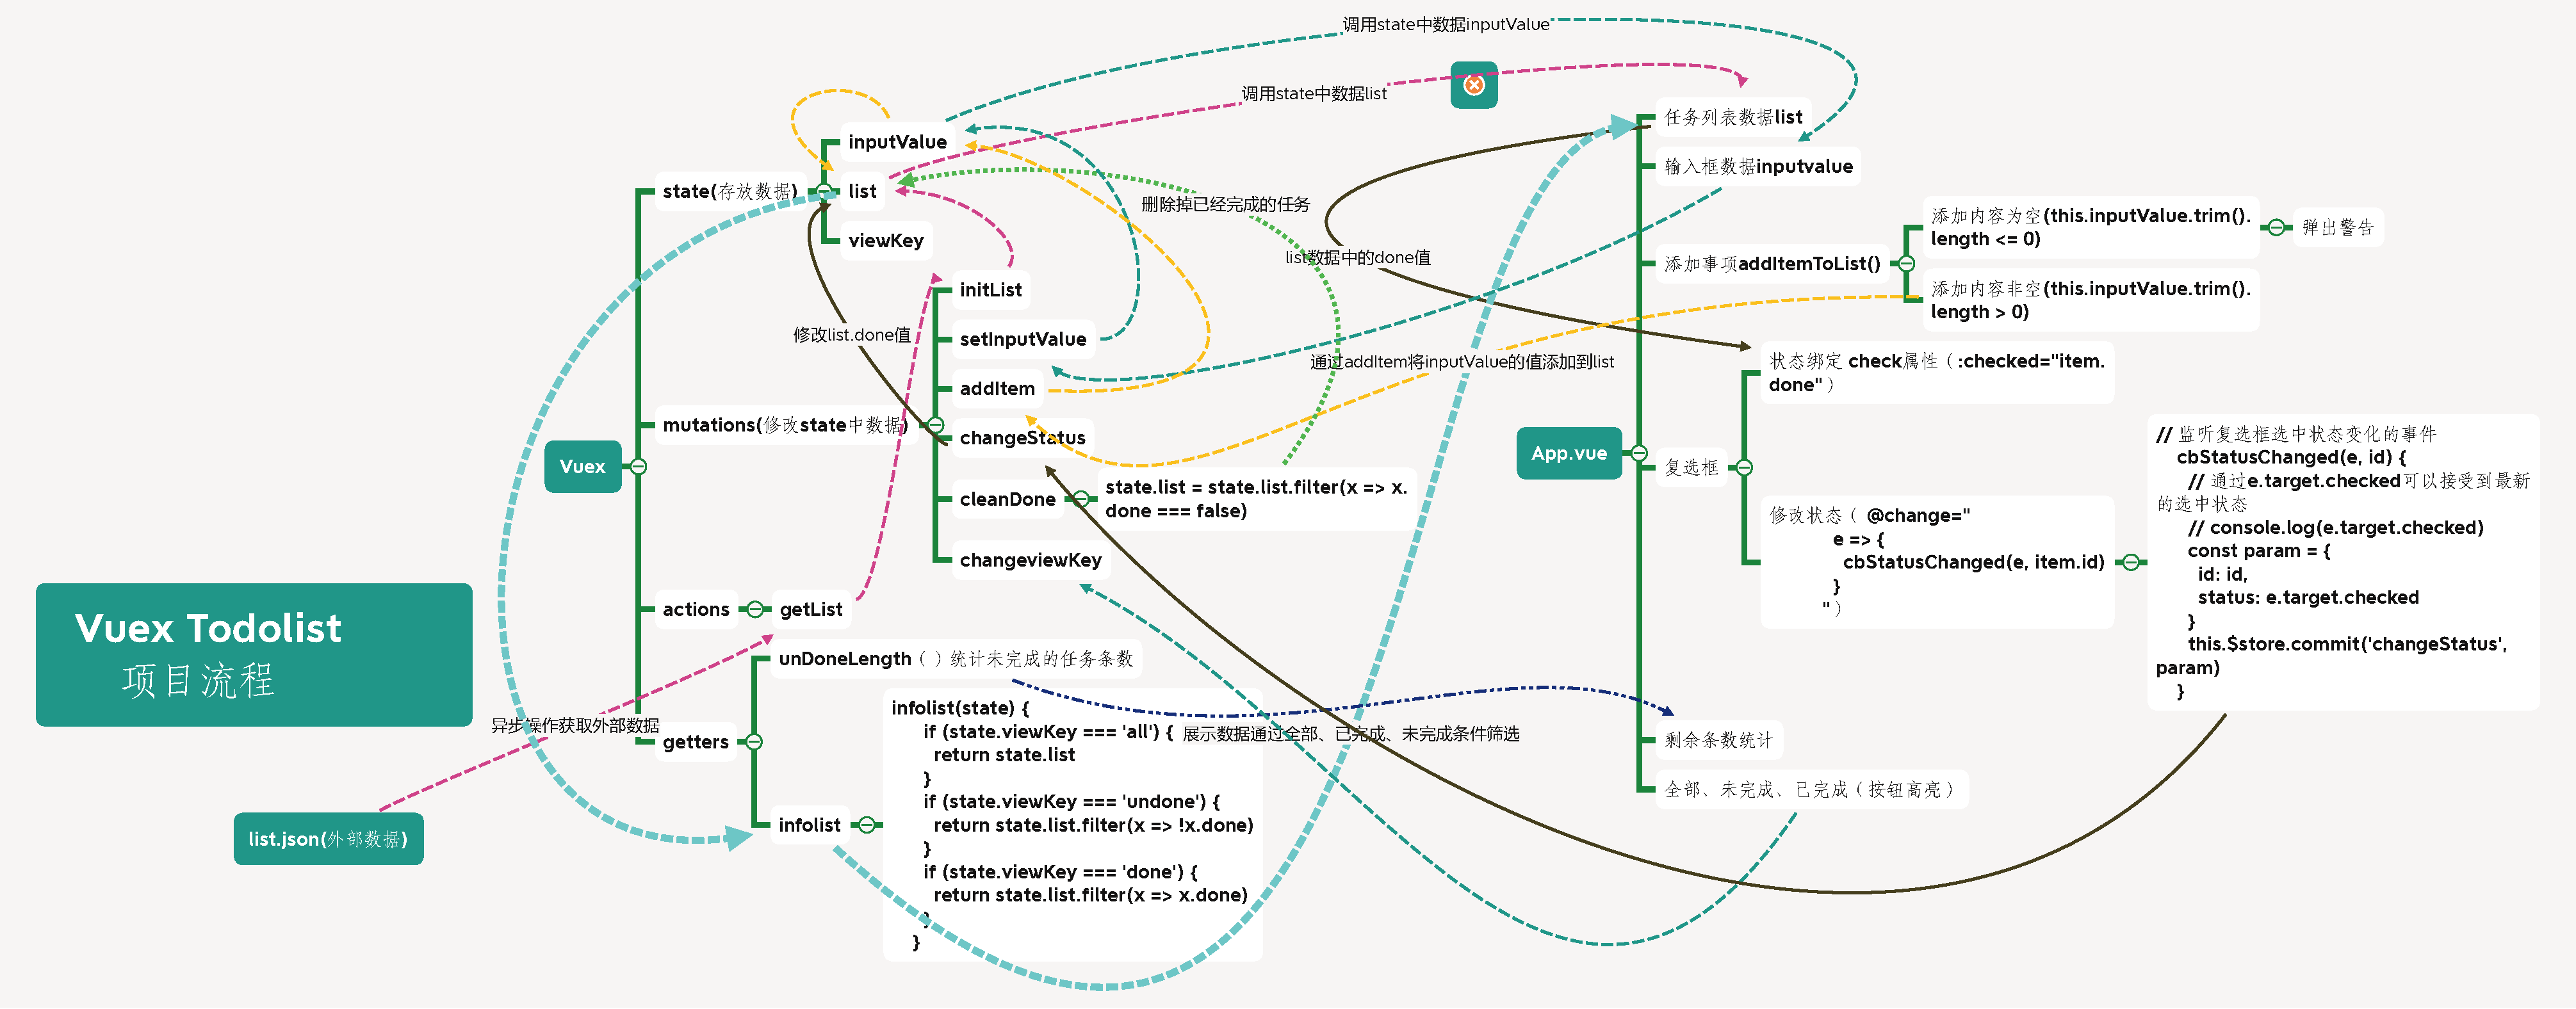 调用state中数据inputValue
调用state中数据list
Vuex Todolist
项目流程
list.json(外部数据)
异步操作获取外部数据
Vuex
state(存放数据)
inputValue
list
viewKey
mutations(修改state中数据)
initList
setInputValue
addItem
changeStatus
cleanDone
state.list = state.list.filter(x => x.
done === false)
changeviewKey
修改list.done值
删除掉已经完成的任务
list数据中的done值
通过addItem将inputValue的值添加到list
actions
getList
getters
unDoneLength（）统计未完成的任务条数
infolist
infolist(state) {
if (state.viewKey === 'all') {
return state.list
}
if (state.viewKey === 'undone') {
return state.list.filter(x => !x.done)
}
if (state.viewKey === 'done') {
return state.list.filter(x => x.done)
}
}
展示数据通过全部、已完成、未完成条件筛选
App.vue
任务列表数据list
输入框数据inputvalue
添加事项addItemToList()
添加内容为空(this.inputValue.trim().
length <= 0)
弹出警告
添加内容非空(this.inputValue.trim().
length > 0)
复选框
状态绑定 check属性（:checked="item.
done"）
修改状态（ @change="
e => {
cbStatusChanged(e, item.id)
}
"）
// 监听复选框选中状态变化的事件
cbStatusChanged(e, id) {
// 通过e.target.checked可以接受到最新
的选中状态
// console.log(e.target.checked)
const param = {
id: id,
status: e.target.checked
}
this.$store.commit('changeStatus',
param)
}
剩余条数统计
全部、未完成、已完成（按钮高亮）